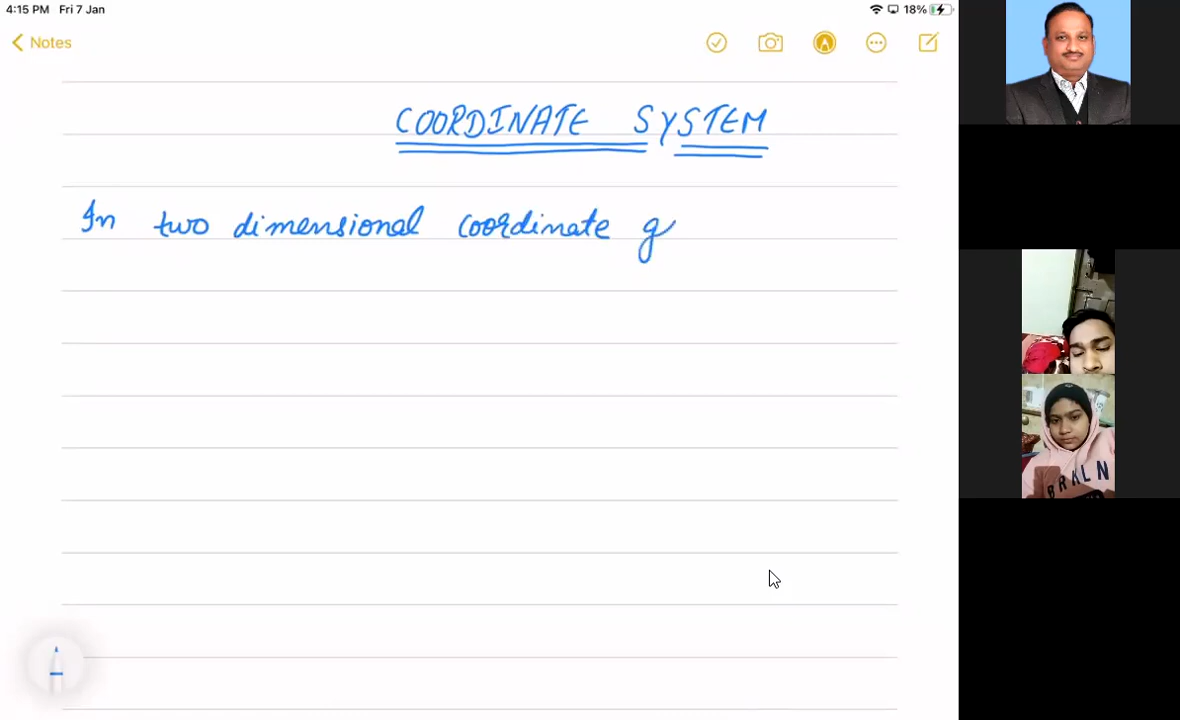 4:15 PM Fri 7 Jan
18%
Notes
COORDINATE SYSTEM
In two dimensional coordinate g
BRKLN